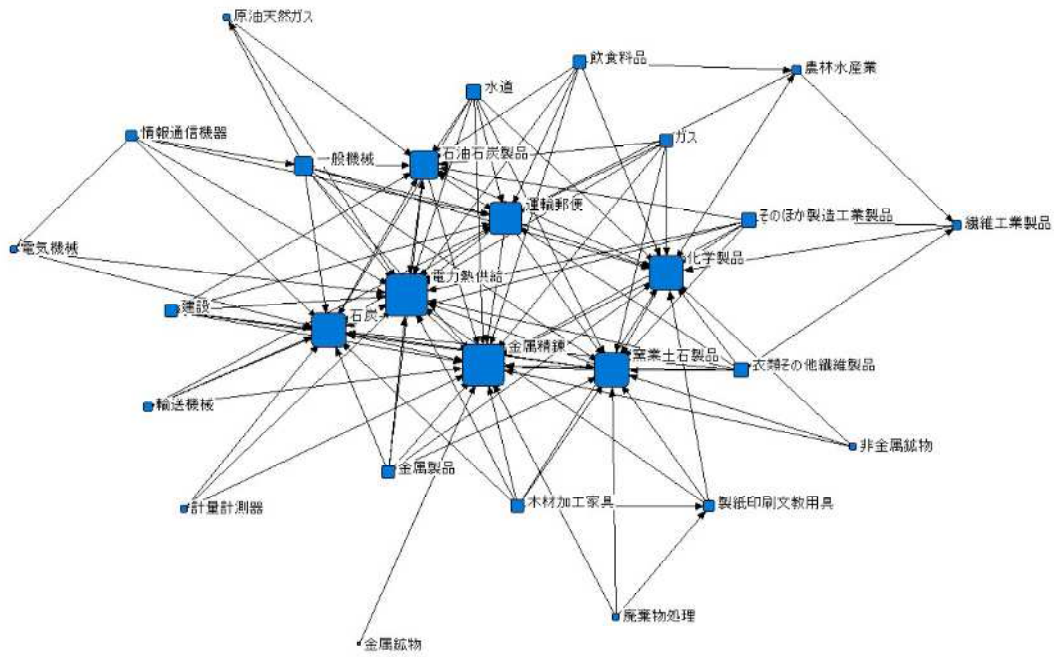 原油天然ガス
飲食料品
農林水産業
水道
情報通信機器
ガス
一般機械
石油石炭製品
運輸郵便
そのほか製造工業製品
繊維工業製品
電気機械
化学製品
電力熱供給
建設
石炭
金属精錬
窯業土石製品
衣類その他繊維製品
輸送機械
非金属鉱物
金属製品
計量計測器
木材加工家具
製紙印刷文教用具
廃棄物処理
金属鉱物